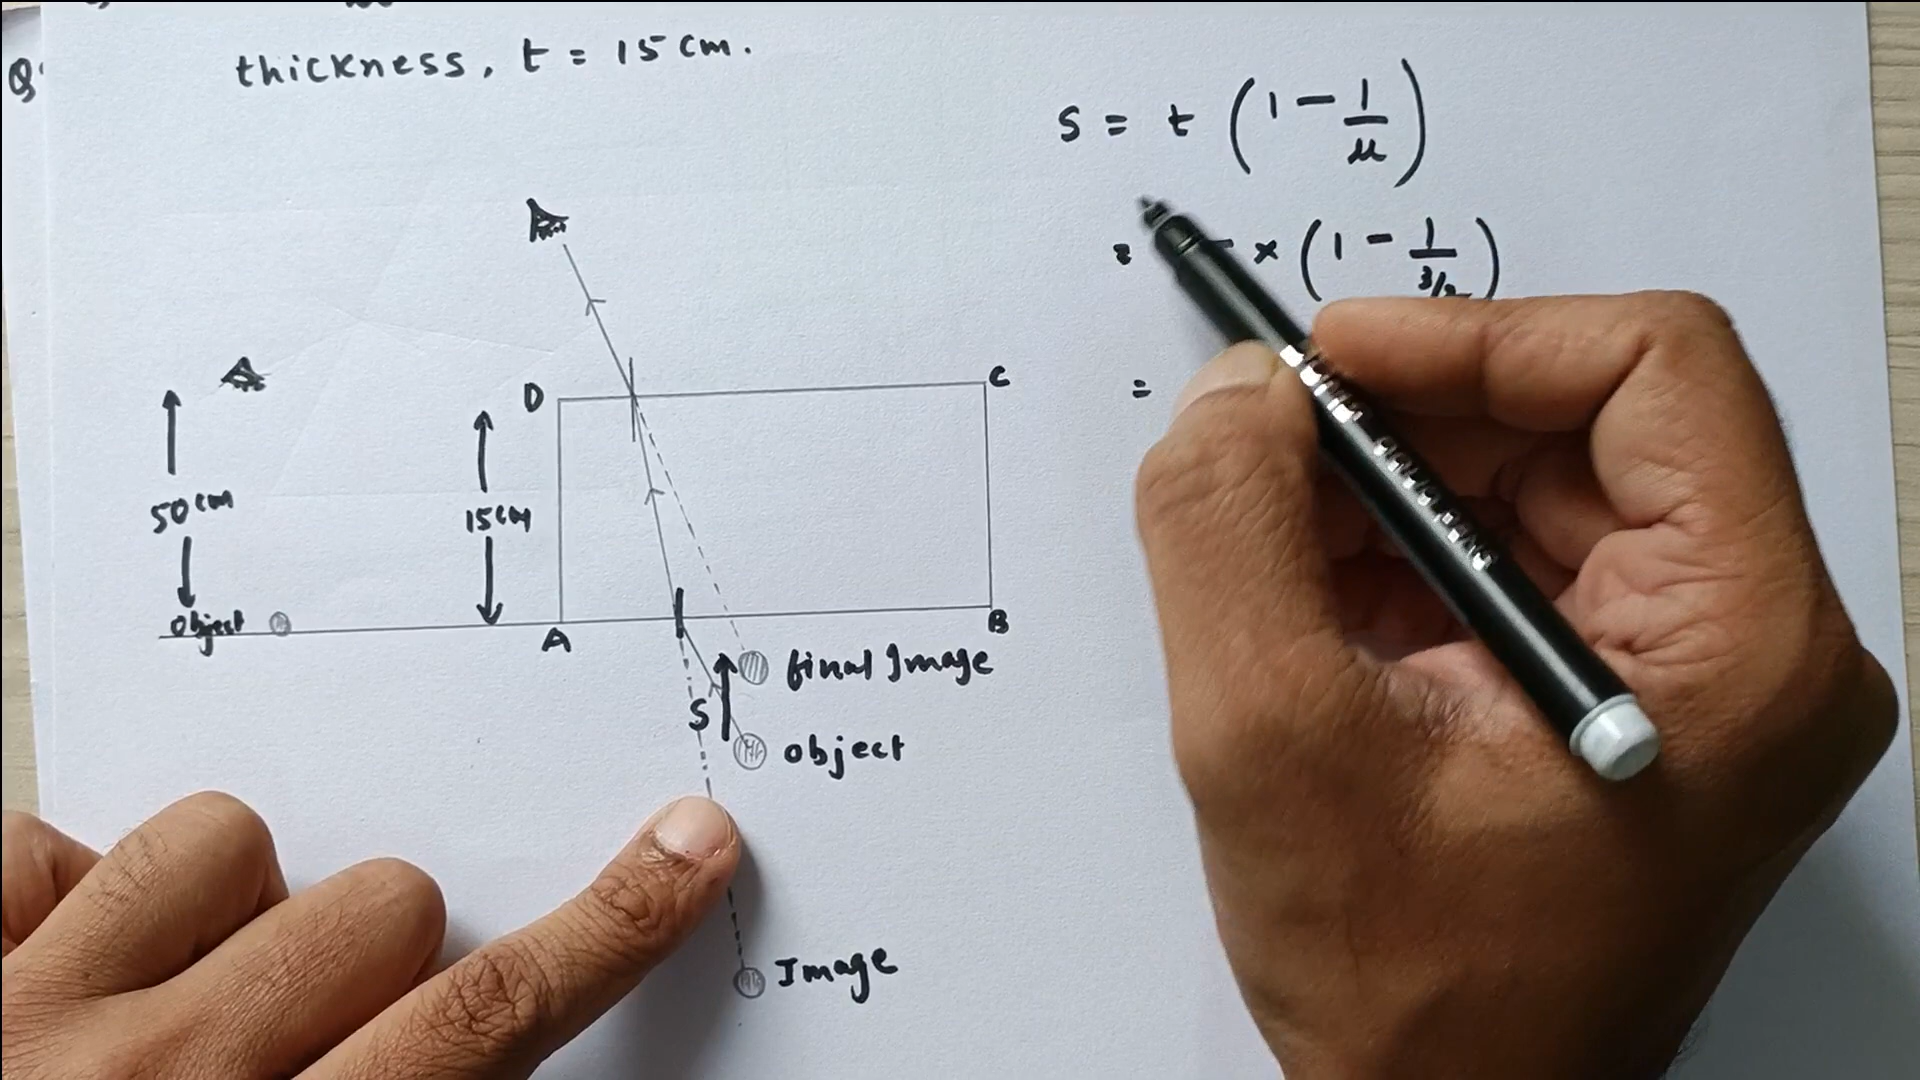 Q.
thickness, t = 15 cm.
S = t (1 - 1/μ)
= × (1 - 1/3/2)
=
D
C
50 cm
15 cm
object
A
B
final Image
S
object
Image